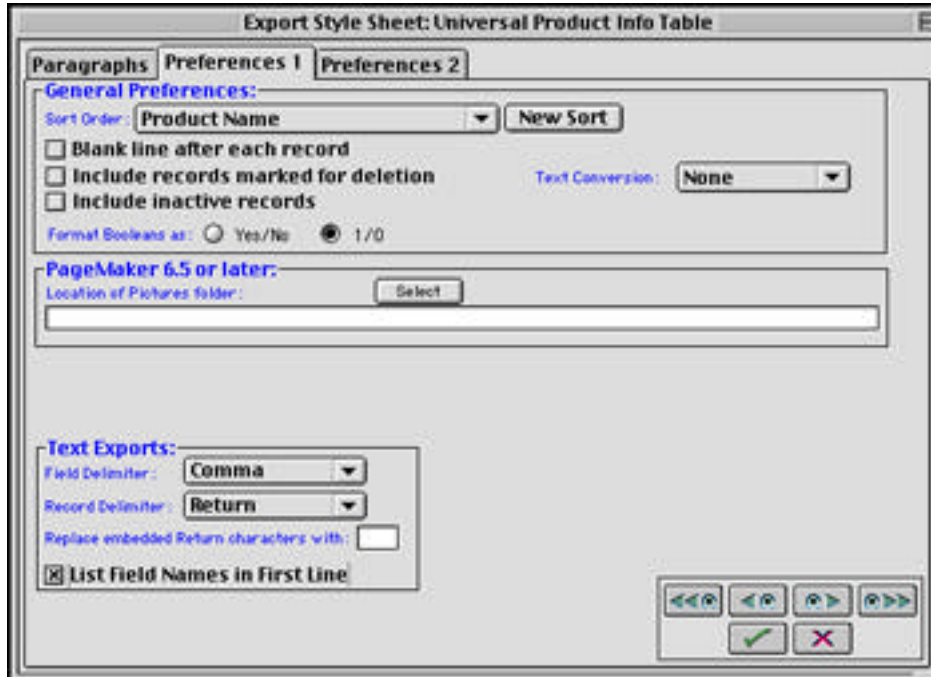 Export Style Sheet: Universal Product Info Table
Paragraphs Preferences 1 Preferences 2
General Preferences:
Sort Order: Product Name New Sort
Blank line after each record
Include records marked for deletion Text Conversion: None
Include inactive records
Format Booleans as: Yes/No 1/0
PageMaker 6.5 or later:
Location of Pictures folder: Select
Text Exports:
Field Delimiter: Comma
Record Delimiter: Return
Replace embedded Return characters with:
List Field Names in First Line